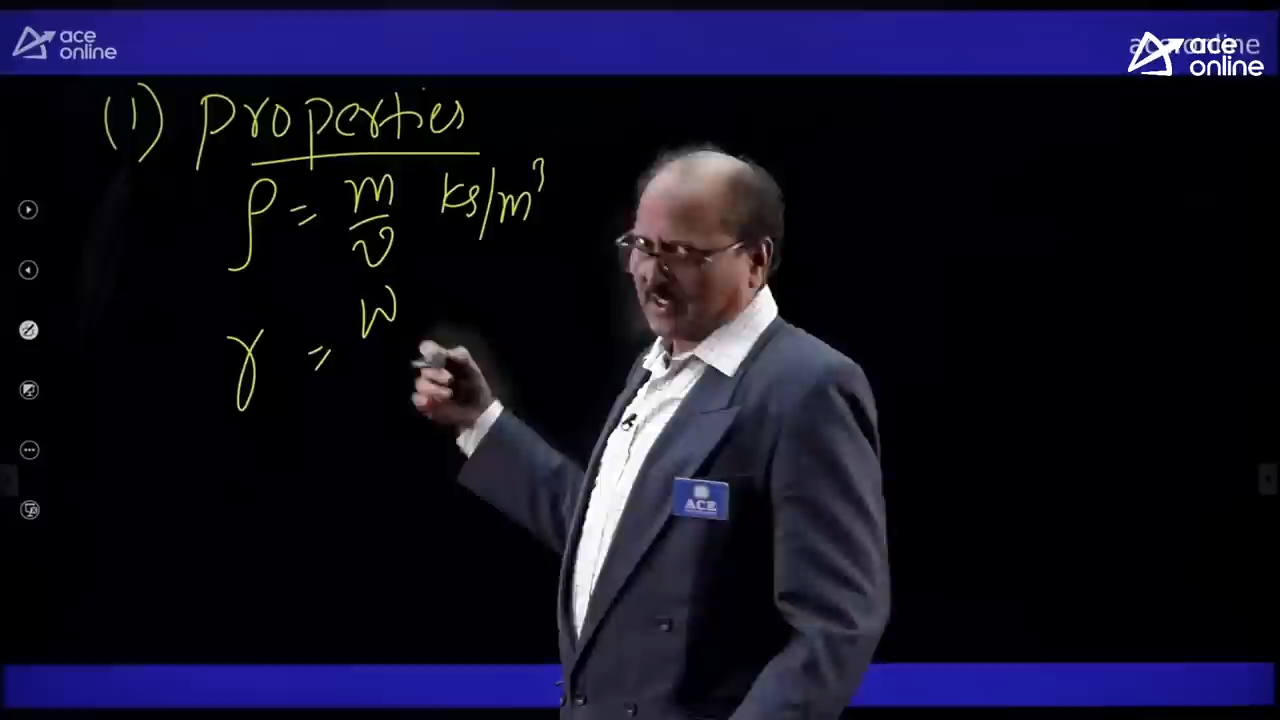 ace
online
ace
online
(1) properties
ρ = m/v kg/m³
γ = W
ACE